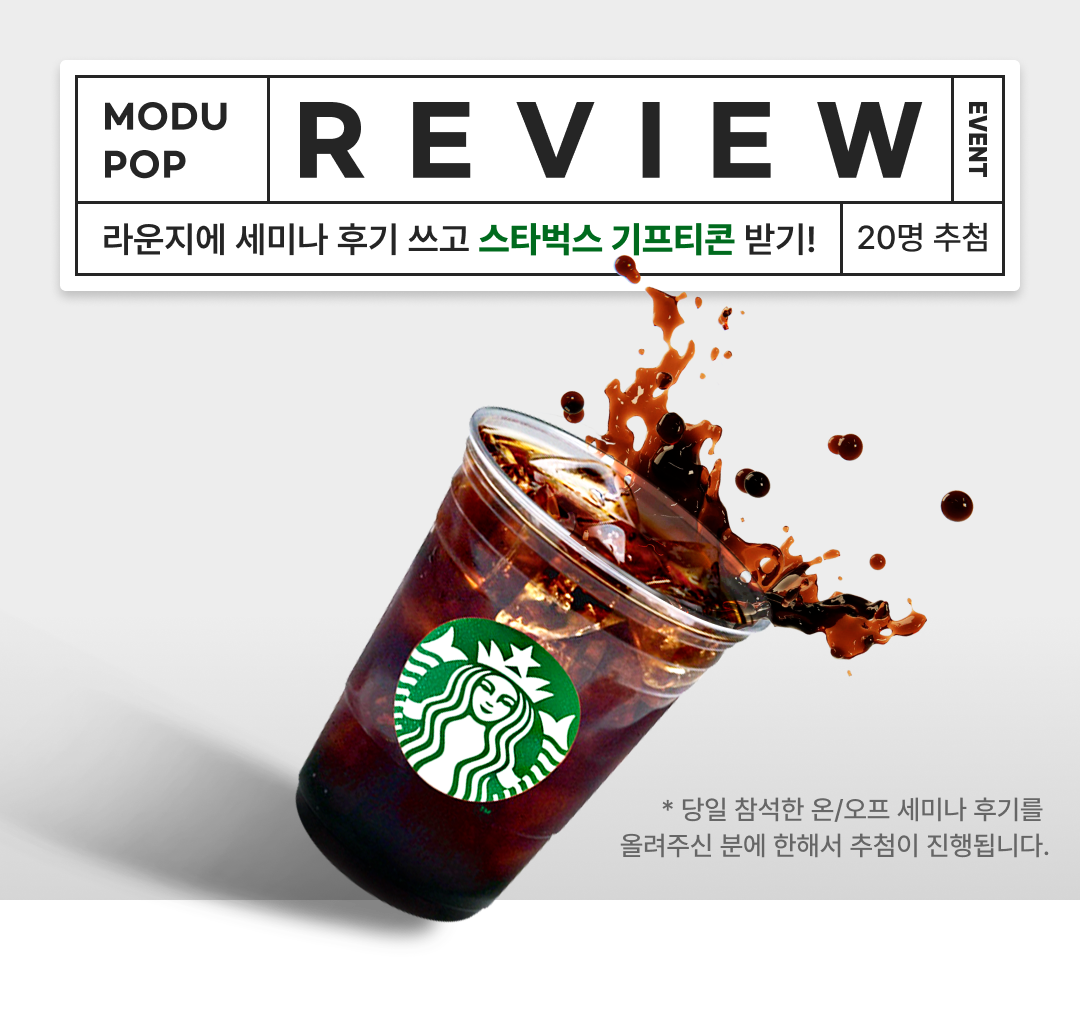 MODU
POP
REVIEW
EVENT
라운지에 세미나 후기 쓰고 스타벅스 기프티콘 받기!
20명 추첨
* 당일 참석한 온/오프 세미나 후기를
올려주신 분에 한해서 추첨이 진행됩니다.